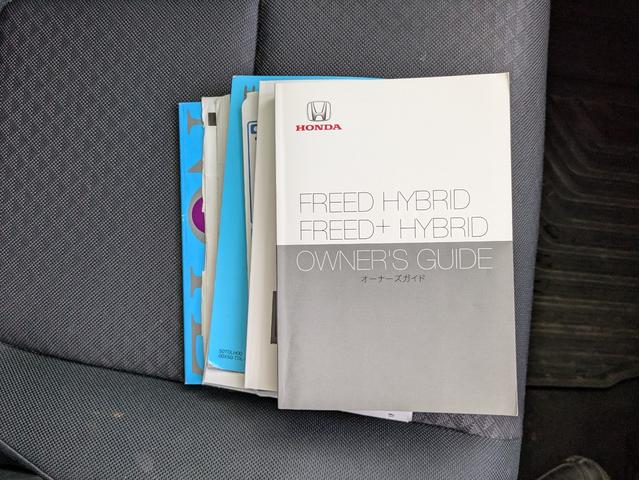 HONDA
FREED HYBRID
FREED+ HYBRID
OWNER'S GUIDE
オーナーズガイド